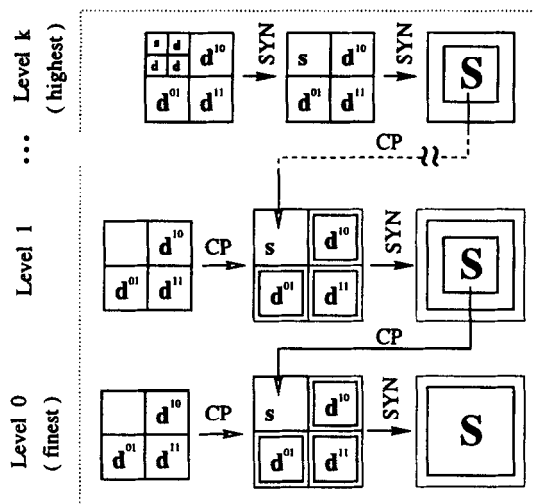 Level k
( highest )
s d
d d
d¹⁰
d⁰¹ d¹¹
SYN
s d¹⁰
d⁰¹ d¹¹
SYN
S
CP
...
Level 1
d¹⁰
d⁰¹ d¹¹
CP
s d¹⁰
d⁰¹ d¹¹
SYN
S
CP
Level 0
( finest )
d¹⁰
d⁰¹ d¹¹
CP
s d¹⁰
d⁰¹ d¹¹
SYN
S